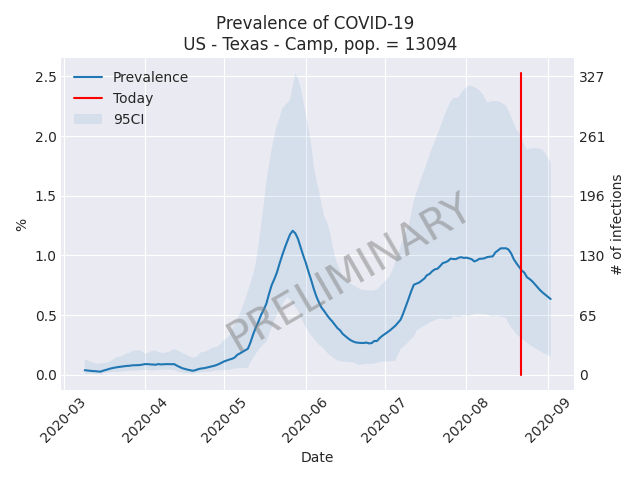 Prevalence of COVID-19
US - Texas - Camp, pop. = 13094
Prevalence
Today
95CI
PRELIMINARY
2.5
2.0
1.5
1.0
0.5
0.0
%
327
261
196
130
65
0
# of infections
2020-03
2020-04
2020-05
2020-06
2020-07
2020-08
2020-09
Date